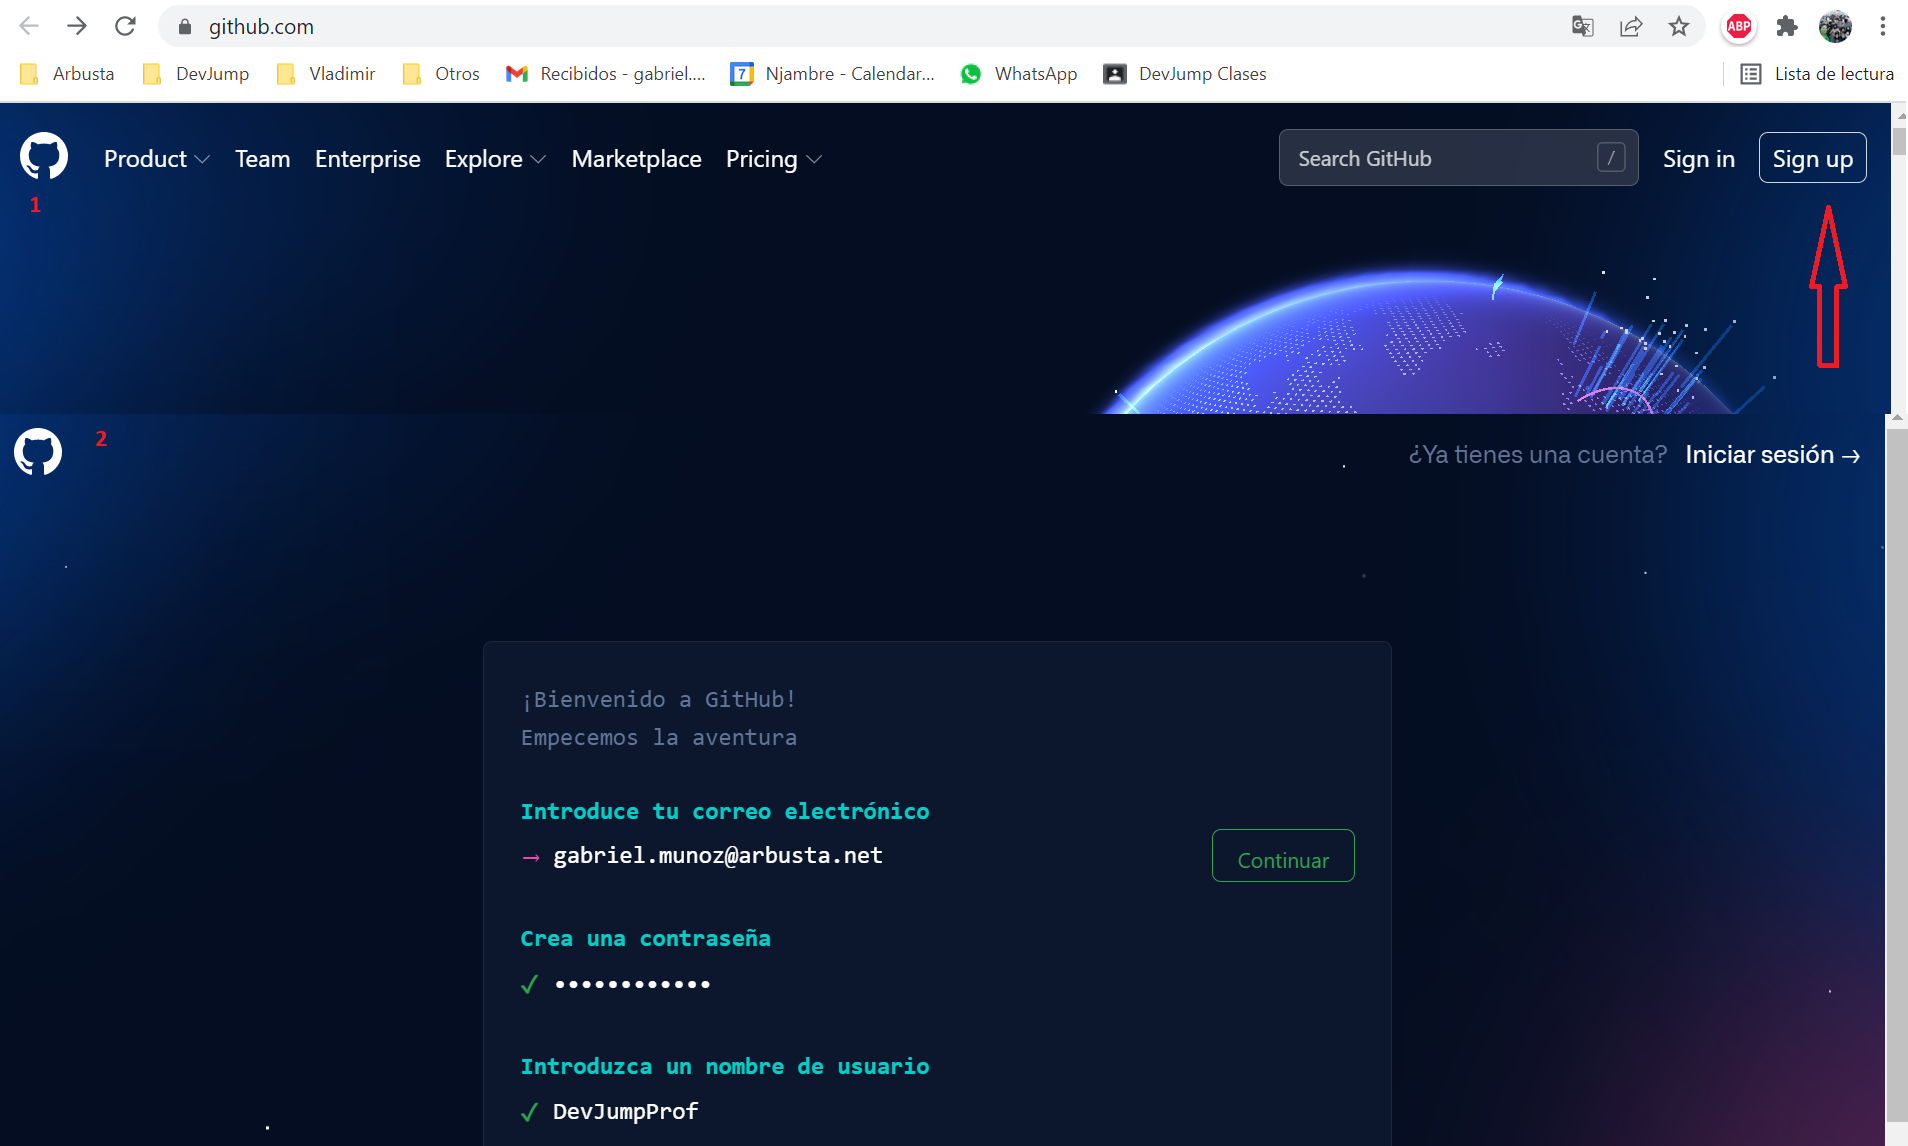 github.com
ABP
Arbusta DevJump Vladimir Otros Recibidos - gabriel.... 7 Njambre - Calendar... WhatsApp DevJump Clases Lista de lectura
Product Team Enterprise Explore Marketplace Pricing Search GitHub / Sign in Sign up
1
2 ¿Ya tienes una cuenta? Iniciar sesión →
¡Bienvenido a GitHub!
Empecemos la aventura
Introduce tu correo electrónico
→ gabriel.munoz@arbusta.net Continuar
Crea una contraseña
✓ ••••••••••••
Introduzca un nombre de usuario
✓ DevJumpProf